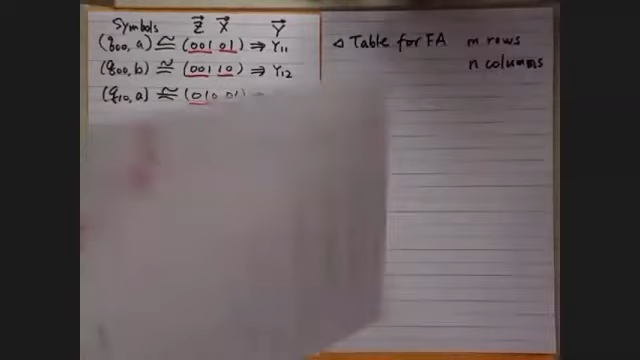 Symbols Z⃗ X⃗ Y⃗
(q00, a) ≅ (001 01) ⇒ Y11
(q00, b) ≅ (001 10) ⇒ Y12
(q10, a) ≅ (010 01)
△ Table for FA m rows
n columns